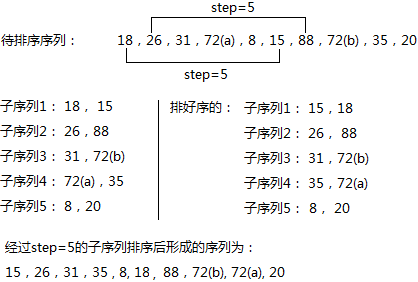 step=5
待排序序列： 18 , 26 , 31 , 72(a) , 8 , 15 , 88 , 72(b) , 35 , 20
step=5
子序列1： 18 ， 15
子序列2： 26 , 88
子序列3： 31 , 72(b)
子序列4： 72(a) , 35
子序列5： 8 , 20
排好序的： 子序列1： 15 , 18
子序列2： 26 ， 88
子序列3： 31 , 72(b)
子序列4： 35 , 72(a)
子序列5： 8 ， 20
经过step=5的子序列排序后形成的序列为：
15 , 26 , 31 , 35 , 8, 18 , 88 , 72(b), 72(a), 20